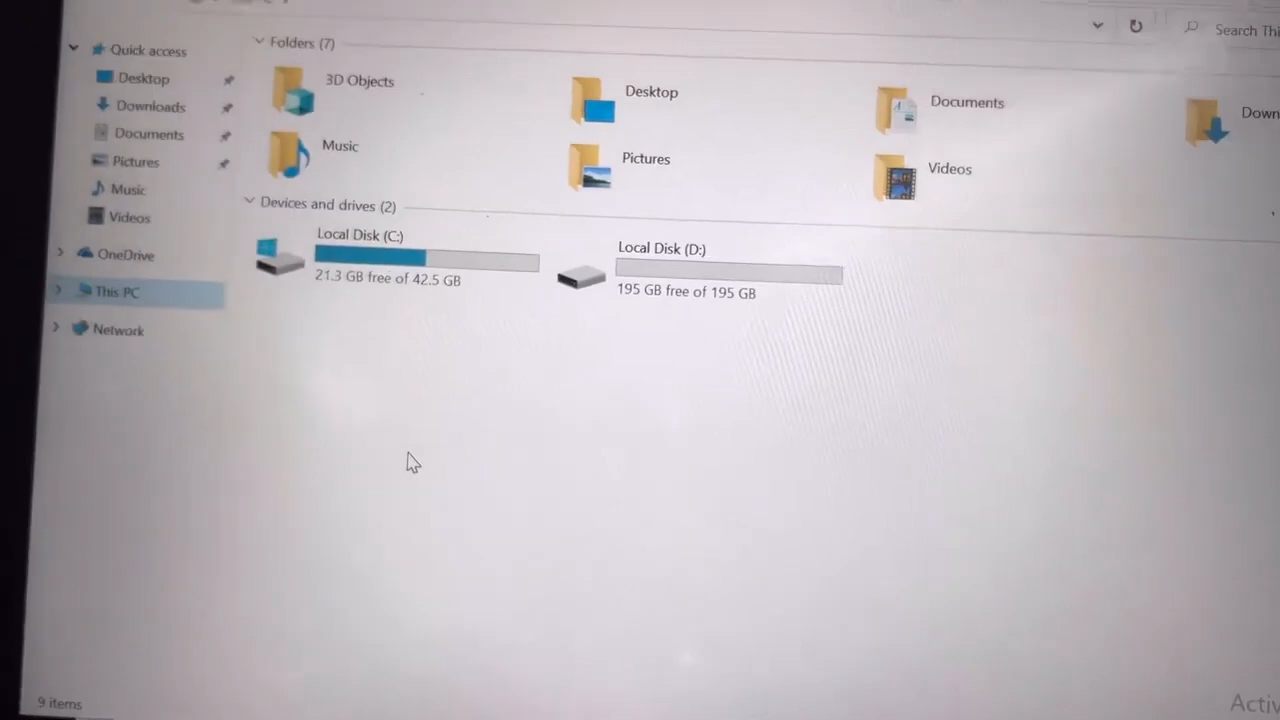 Search Thi
Quick access
Desktop
Downloads
Documents
Pictures
Music
Videos
OneDrive
This PC
Network
Folders (7)
3D Objects
Desktop
Documents
Down
Music
Pictures
Videos
Devices and drives (2)
Local Disk (C:)
21.3 GB free of 42.5 GB
Local Disk (D:)
195 GB free of 195 GB
9 items
Activ